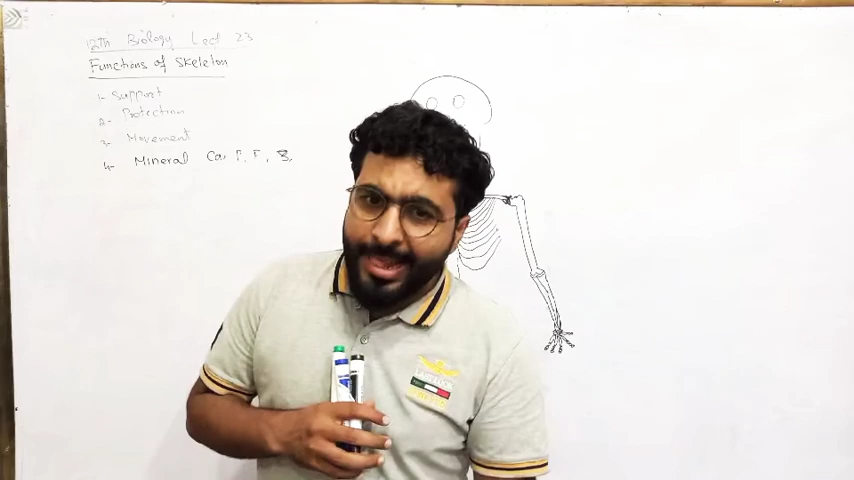 12th Biology Lect 23
Functions of Skeleton
1- Support
2- Protection
3- Movement
4- Mineral Ca, P, F,